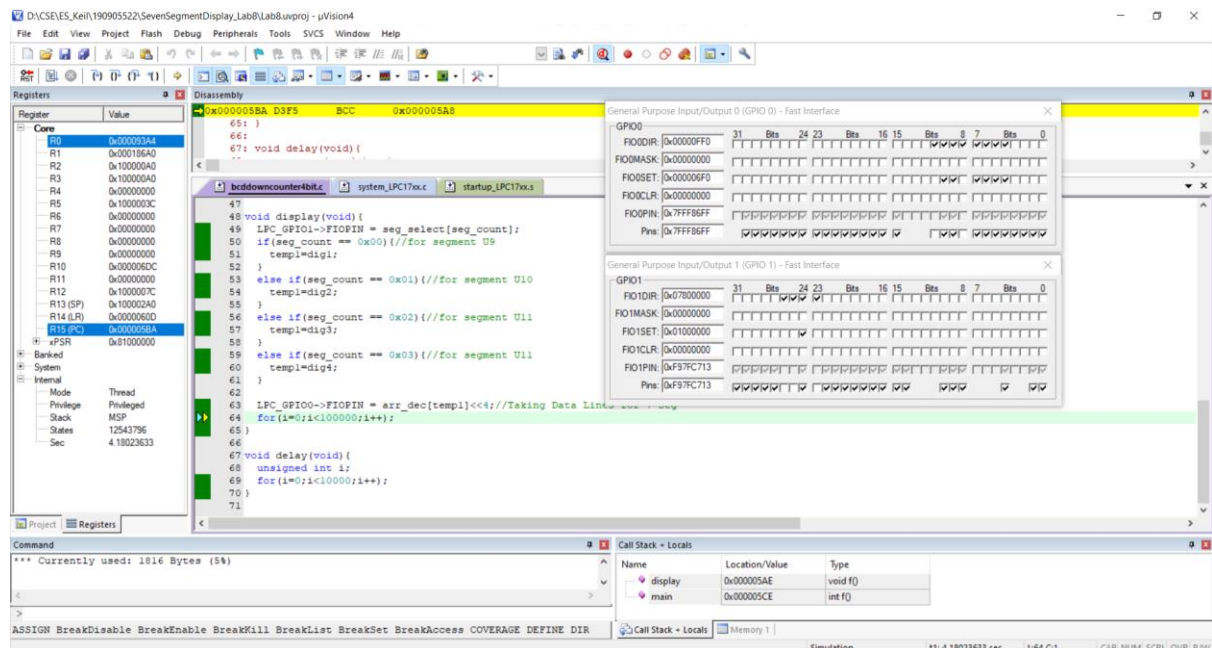 D:\CSE\ES_Keil\190905522\SevenSegmentDisplay_Lab8\Lab8.uvproj - µVision4
File Edit View Project Flash Debug Peripherals Tools SVCS Window Help
Registers
Register Value
Core
R0 0x000093A4
R1 0x000186A0
R2 0x100000A0
R3 0x100000A0
R4 0x00000000
R5 0x1000003C
R6 0x00000000
R7 0x00000000
R8 0x00000000
R9 0x00000000
R10 0x000006DC
R11 0x00000000
R12 0x1000007C
R13 (SP) 0x100002A0
R14 (LR) 0x0000060D
R15 (PC) 0x000005BA
xPSR 0x81000000
Banked
System
Internal
Mode Thread
Privilege Privileged
Stack MSP
States 12543796
Sec 4.18023633
Project Registers
Disassembly
0x000005BA D3F5 BCC 0x000005A8
65: }
66:
67: void delay(void){
bcddowncounter4bit.c system_LPC17xx.c startup_LPC17xx.s
47
48 void display(void){
49 LPC_GPIO1->FIOPIN = seg_select[seg_count];
50 if(seg_count == 0x00){//for segment U9
51 temp1=dig1;
52 }
53 else if(seg_count == 0x01){//for segment U10
54 temp1=dig2;
55 }
56 else if(seg_count == 0x02){//for segment U11
57 temp1=dig3;
58 }
59 else if(seg_count == 0x03){//for segment U11
60 temp1=dig4;
61 }
62
63 LPC_GPIO0->FIOPIN = arr_dec[temp1]<<4;//Taking Data Lines for 7-Seg
64 for(i=0;i<100000;i++);
65 }
66
67 void delay(void){
68 unsigned int i;
69 for(i=0;i<10000;i++);
70 }
71
General Purpose Input/Output 0 (GPIO 0) - Fast Interface
GPIO0
31 Bits 24 23 Bits 16 15 Bits 8 7 Bits 0
FIO0DIR: 0x00000FF0
FIO0MASK: 0x00000000
FIO0SET: 0x000006F0
FIO0CLR: 0x00000000
FIO0PIN: 0x7FFF86FF
Pins: 0x7FFF86FF
General Purpose Input/Output 1 (GPIO 1) - Fast Interface
GPIO1
31 Bits 24 23 Bits 16 15 Bits 8 7 Bits 0
FIO1DIR: 0x07800000
FIO1MASK: 0x00000000
FIO1SET: 0x01000000
FIO1CLR: 0x00000000
FIO1PIN: 0xF97FC713
Pins: 0xF97FC713
Command
*** Currently used: 1816 Bytes (5%)
>
ASSIGN BreakDisable BreakEnable BreakKill BreakList BreakSet BreakAccess COVERAGE DEFINE DIR
Call Stack + Locals
Name Location/Value Type
display 0x000005AE void f()
main 0x000005CE int f()
Call Stack + Locals Memory 1
Simulation t1: 4.18023633 sec L:64 C:1 CAP NUM SCRL OVR R/W